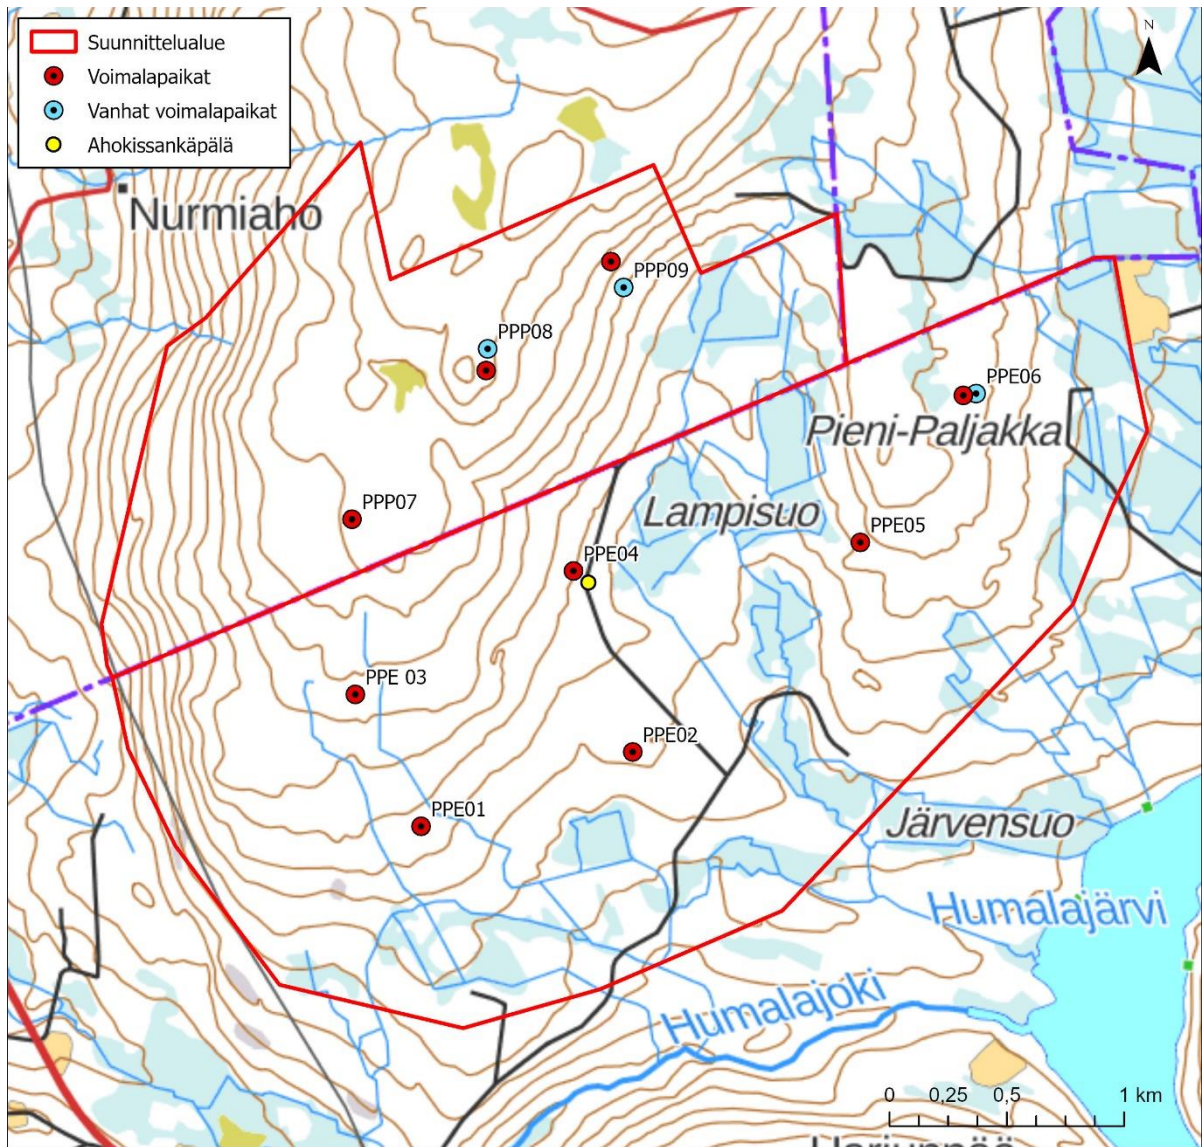 Suunnittelualue
Voimalapaikat
Vanhat voimalapaikat
Ahokissankäpälä
N
Nurmiaho
PPP09
PPP08
PPE06
Pieni-Paljakka
Lampisuo
PPP07
PPE05
PPE04
PPE 03
PPE02
PPE01
Järvensuo
Humalajärvi
Humalajoki
0 0,25 0,5 1 km